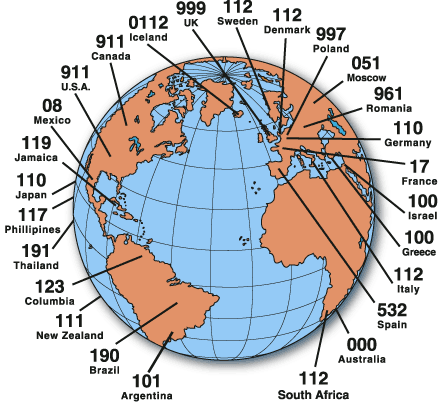 999
UK
112
Sweden
0112
Iceland
112
Denmark
997
Poland
911
Canada
051
Moscow
911
U.S.A.
961
Romania
08
Mexico
110
Germany
119
Jamaica
17
France
110
Japan
100
Israel
117
Phillipines
100
Greece
191
Thailand
112
Italy
123
Columbia
532
Spain
111
New Zealand
000
Australia
190
Brazil
101
Argentina
112
South Africa